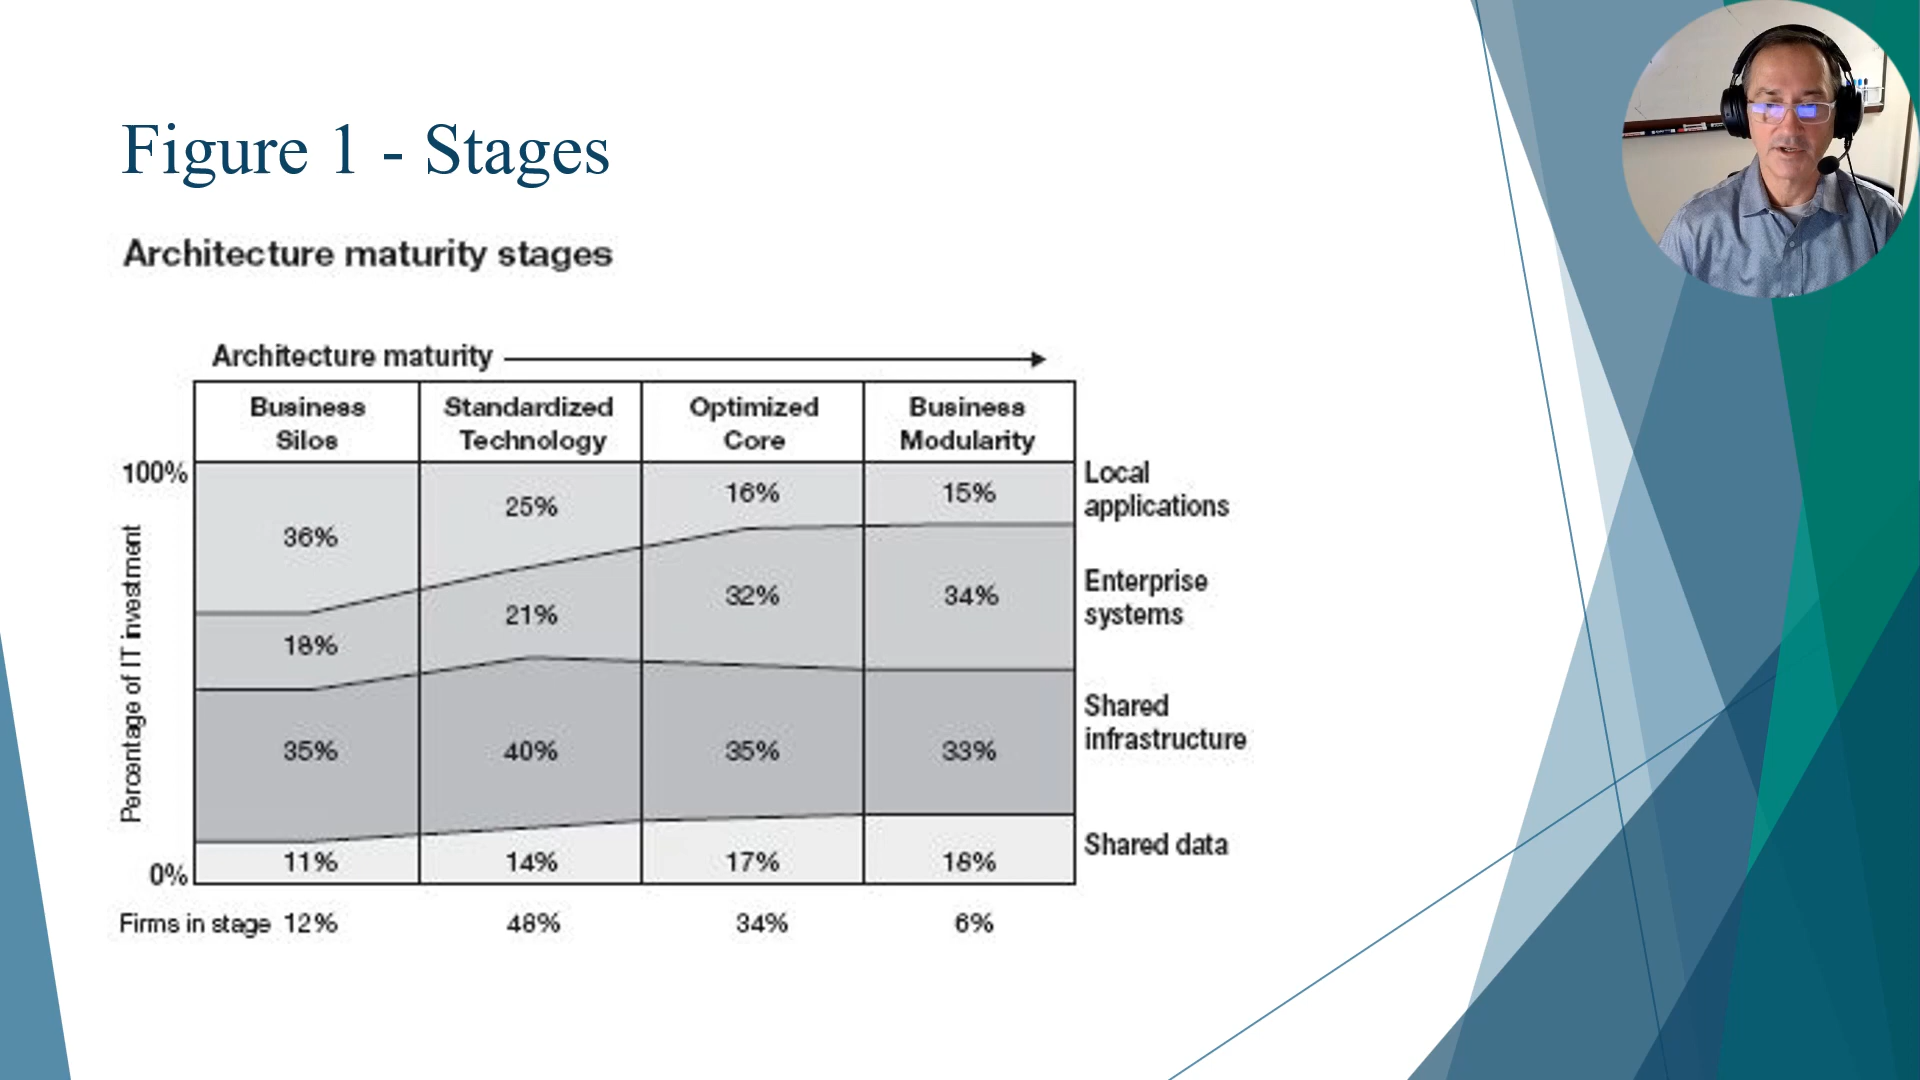 Figure 1 - Stages
Architecture maturity stages
Architecture maturity
Business Silos
Standardized Technology
Optimized Core
Business Modularity
100%
Percentage of IT investment
0%
36%
25%
16%
15%
Local applications
18%
21%
32%
34%
Enterprise systems
35%
40%
35%
33%
Shared infrastructure
11%
14%
17%
18%
Shared data
Firms in stage 12%
48%
34%
6%